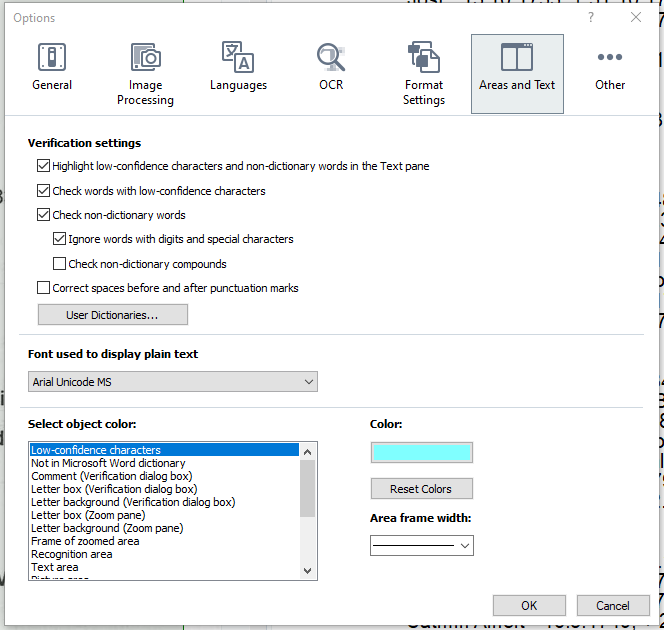 Options
?
General
Image
Processing
Languages
OCR
Format
Settings
Areas and Text
Other
Verification settings
Highlight low-confidence characters and non-dictionary words in the Text pane
Check words with low-confidence characters
Check non-dictionary words
Ignore words with digits and special characters
Check non-dictionary compounds
Correct spaces before and after punctuation marks
User Dictionaries...
Font used to display plain text
Arial Unicode MS
Select object color:
Low-confidence characters
Not in Microsoft Word dictionary
Comment (Verification dialog box)
Letter box (Verification dialog box)
Letter background (Verification dialog box)
Letter box (Zoom pane)
Letter background (Zoom pane)
Frame of zoomed area
Recognition area
Text area
Picture area
Color:
Reset Colors
Area frame width:
OK
Cancel